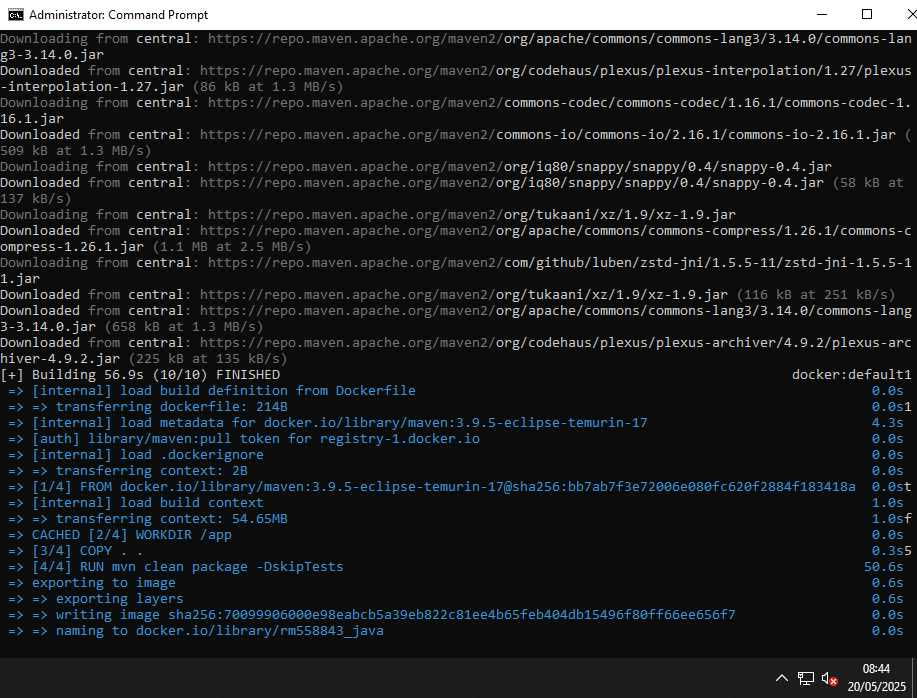 Administrator: Command Prompt
Downloading from central: https://repo.maven.apache.org/maven2/org/apache/commons/commons-lang3/3.14.0/commons-lan
g3-3.14.0.jar
Downloaded from central: https://repo.maven.apache.org/maven2/org/codehaus/plexus/plexus-interpolation/1.27/plexus
-interpolation-1.27.jar (86 kB at 1.3 MB/s)
Downloading from central: https://repo.maven.apache.org/maven2/commons-codec/commons-codec/1.16.1/commons-codec-1.
16.1.jar
Downloaded from central: https://repo.maven.apache.org/maven2/commons-io/commons-io/2.16.1/commons-io-2.16.1.jar (
509 kB at 1.3 MB/s)
Downloading from central: https://repo.maven.apache.org/maven2/org/iq80/snappy/snappy/0.4/snappy-0.4.jar
Downloaded from central: https://repo.maven.apache.org/maven2/org/iq80/snappy/snappy/0.4/snappy-0.4.jar (58 kB at
137 kB/s)
Downloading from central: https://repo.maven.apache.org/maven2/org/tukaani/xz/1.9/xz-1.9.jar
Downloaded from central: https://repo.maven.apache.org/maven2/org/apache/commons/commons-compress/1.26.1/commons-c
ompress-1.26.1.jar (1.1 MB at 2.5 MB/s)
Downloading from central: https://repo.maven.apache.org/maven2/com/github/luben/zstd-jni/1.5.5-11/zstd-jni-1.5.5-1
1.jar
Downloaded from central: https://repo.maven.apache.org/maven2/org/tukaani/xz/1.9/xz-1.9.jar (116 kB at 251 kB/s)
Downloaded from central: https://repo.maven.apache.org/maven2/org/apache/commons/commons-lang3/3.14.0/commons-lang
3-3.14.0.jar (658 kB at 1.3 MB/s)
Downloaded from central: https://repo.maven.apache.org/maven2/org/codehaus/plexus/plexus-archiver/4.9.2/plexus-arc
hiver-4.9.2.jar (225 kB at 135 kB/s)
[+] Building 56.9s (10/10) FINISHED docker:default1
=> [internal] load build definition from Dockerfile 0.0s
=> => transferring dockerfile: 214B 0.0s1
=> [internal] load metadata for docker.io/library/maven:3.9.5-eclipse-temurin-17 4.3s
=> [auth] library/maven:pull token for registry-1.docker.io 0.0s
=> [internal] load .dockerignore 0.0s
=> => transferring context: 2B 0.0s
=> [1/4] FROM docker.io/library/maven:3.9.5-eclipse-temurin-17@sha256:bb7ab7f3e72006e080fc620f2884f183418a 0.0st
=> [internal] load build context 1.0s
=> => transferring context: 54.65MB 1.0sf
=> CACHED [2/4] WORKDIR /app 0.0s
=> [3/4] COPY . . 0.3s5
=> [4/4] RUN mvn clean package -DskipTests 50.6s
=> exporting to image 0.6s
=> => exporting layers 0.6s
=> => writing image sha256:70099906000e98eabcb5a39eb822c81ee4b65feb404db15496f80ff66ee656f7 0.0s
=> => naming to docker.io/library/rm558843_java 0.0s
08:44
20/05/2025